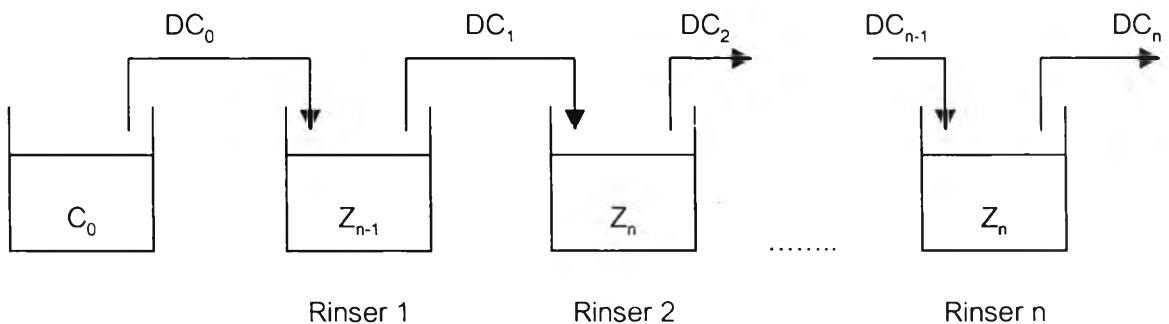 DC₀ DC₁ DC₂ DCₙ₋₁ DCₙ
C₀ Zₙ₋₁ Zₙ ........ Zₙ
Rinser 1 Rinser 2 Rinser n